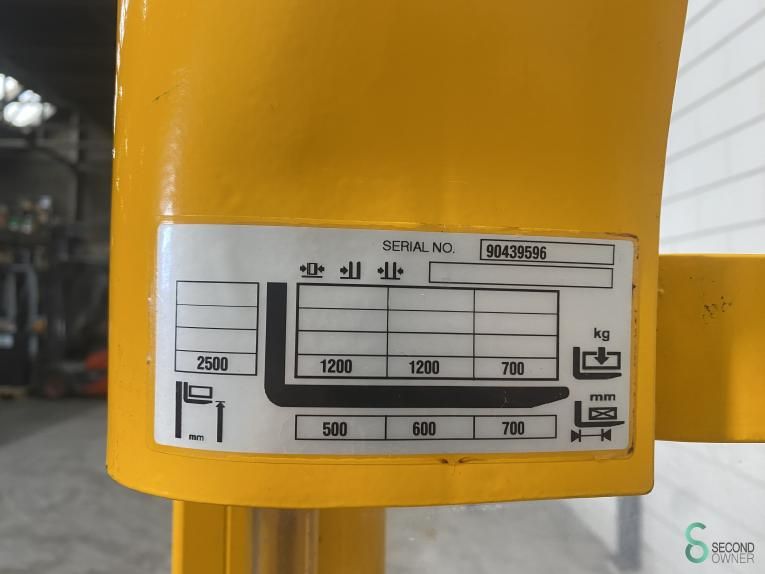 SERIAL NO. 90439596
kg
2500 1200 1200 700
mm
mm
500 600 700
SECOND
OWNER